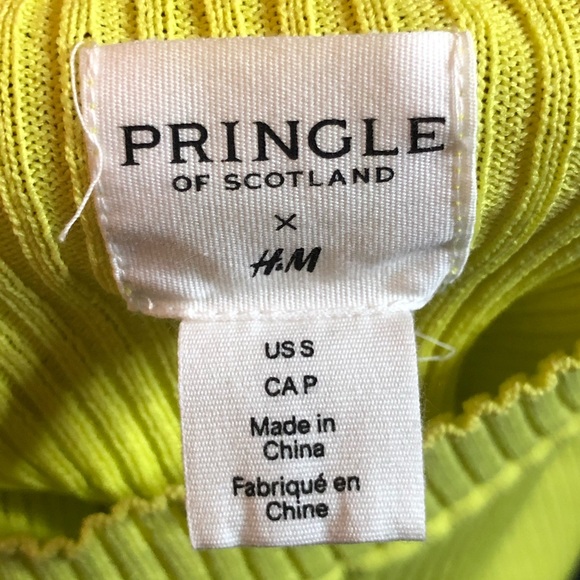 PRINGLE
OF SCOTLAND
×
H&M
US S
CA P
Made in
China
Fabriqué en
Chine